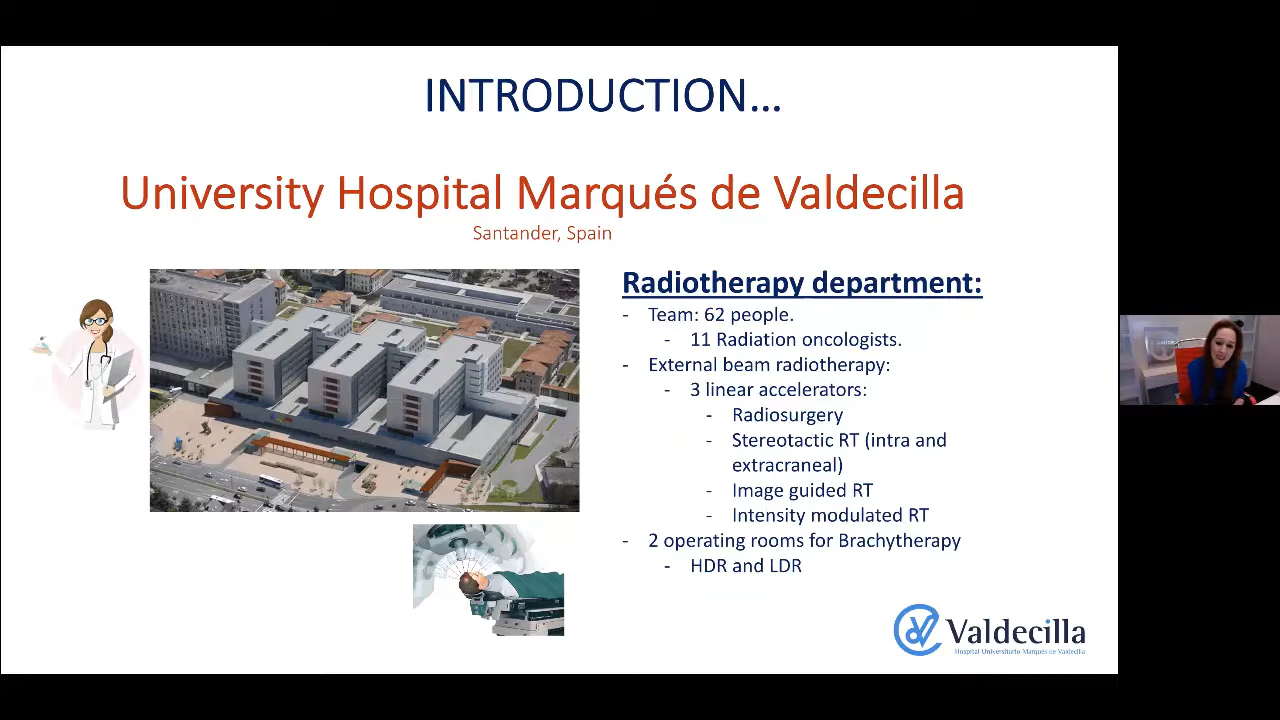 INTRODUCTION…
University Hospital Marqués de Valdecilla
Santander, Spain
Radiotherapy department:
- Team: 62 people.
- 11 Radiation oncologists.
- External beam radiotherapy:
- 3 linear accelerators:
- Radiosurgery
- Stereotactic RT (intra and
extracraneal)
- Image guided RT
- Intensity modulated RT
- 2 operating rooms for Brachytherapy
- HDR and LDR
Valdecilla
Hospital Universitario Marqués de Valdecilla